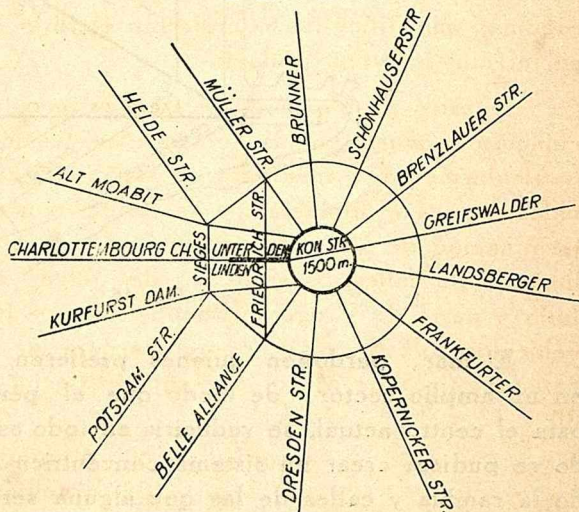 BRUNNER
SCHÖNHAUSERSTR
MÜLLER STR.
HEIDE STR.
BRENZLAUER STR.
ALT MOABIT
GREIFSWALDER
CHARLOTTEMBOURG CH.
SIEGES
UNTER DEN
LINDEN
FRIEDRICH STR.
KON STR
1500 m.
LANDSBERGER
KURFURST DAM.
FRANKFURTER
POTSDAM STR.
BELLE ALLIANCE
DRESDEN STR.
KOPERNICKER STR.